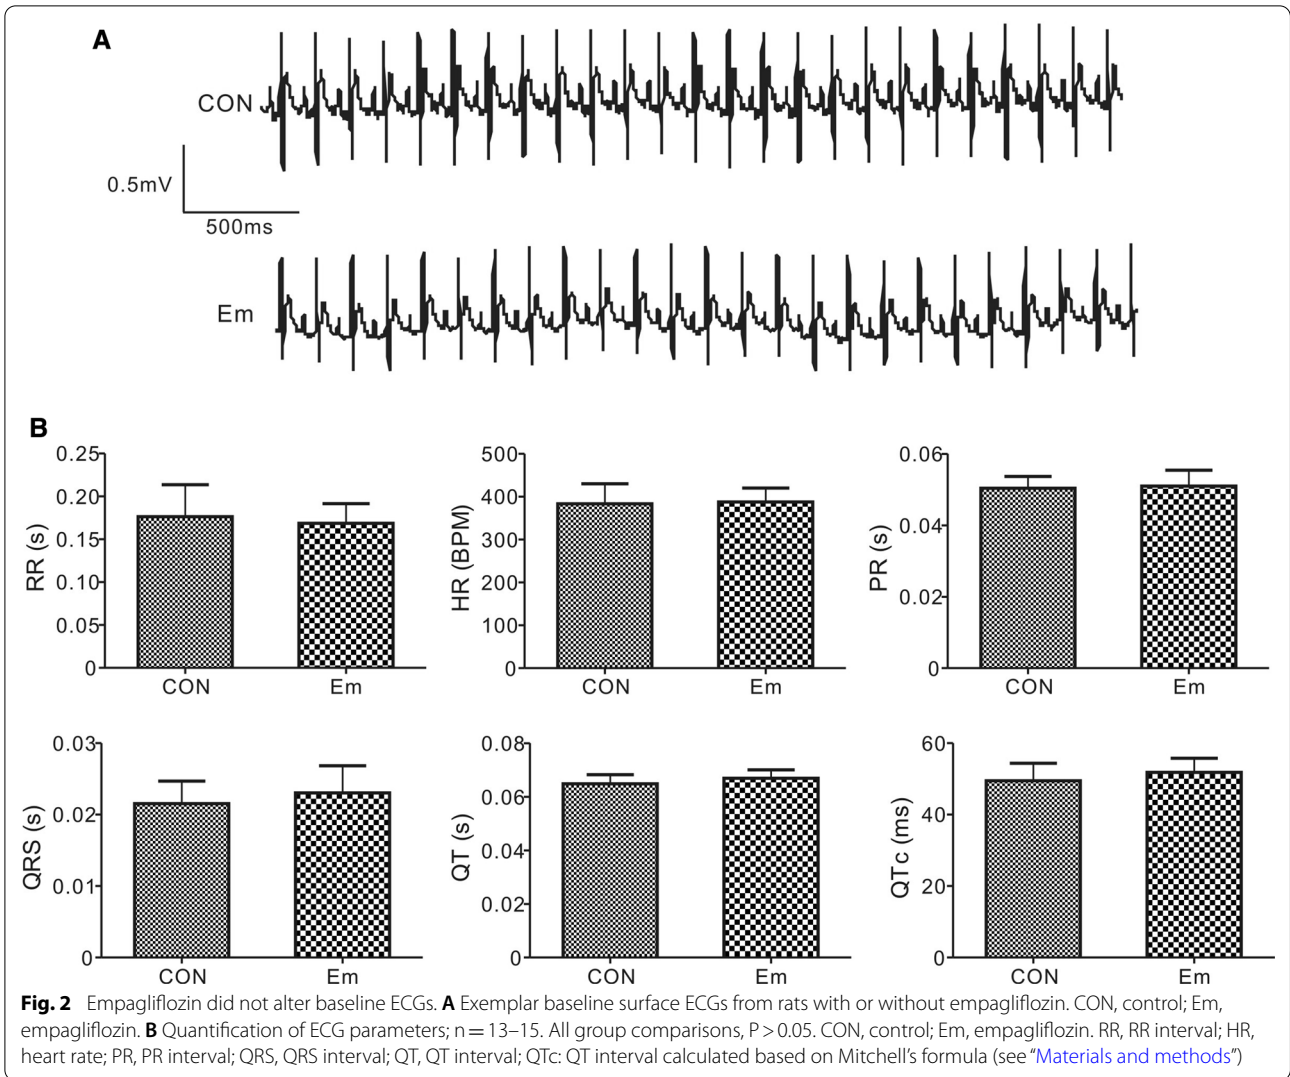 A
CON
0.5mV
500ms
Em
B
0.25
0.20
0.15
0.10
0.05
0
RR (s)
CON Em
500
400
300
200
100
0
HR (BPM)
CON Em
0.06
0.04
0.02
0
PR (s)
CON Em
0.03
0.02
0.01
0
QRS (s)
CON Em
0.08
0.06
0.04
0.02
0
QT (s)
CON Em
60
40
20
0
QTc (ms)
CON Em
Fig. 2 Empagliflozin did not alter baseline ECGs. A Exemplar baseline surface ECGs from rats with or without empagliflozin. CON, control; Em,
empagliflozin. B Quantification of ECG parameters; n = 13–15. All group comparisons, P > 0.05. CON, control; Em, empagliflozin. RR, RR interval; HR,
heart rate; PR, PR interval; QRS, QRS interval; QT, QT interval; QTc: QT interval calculated based on Mitchell's formula (see "Materials and methods")